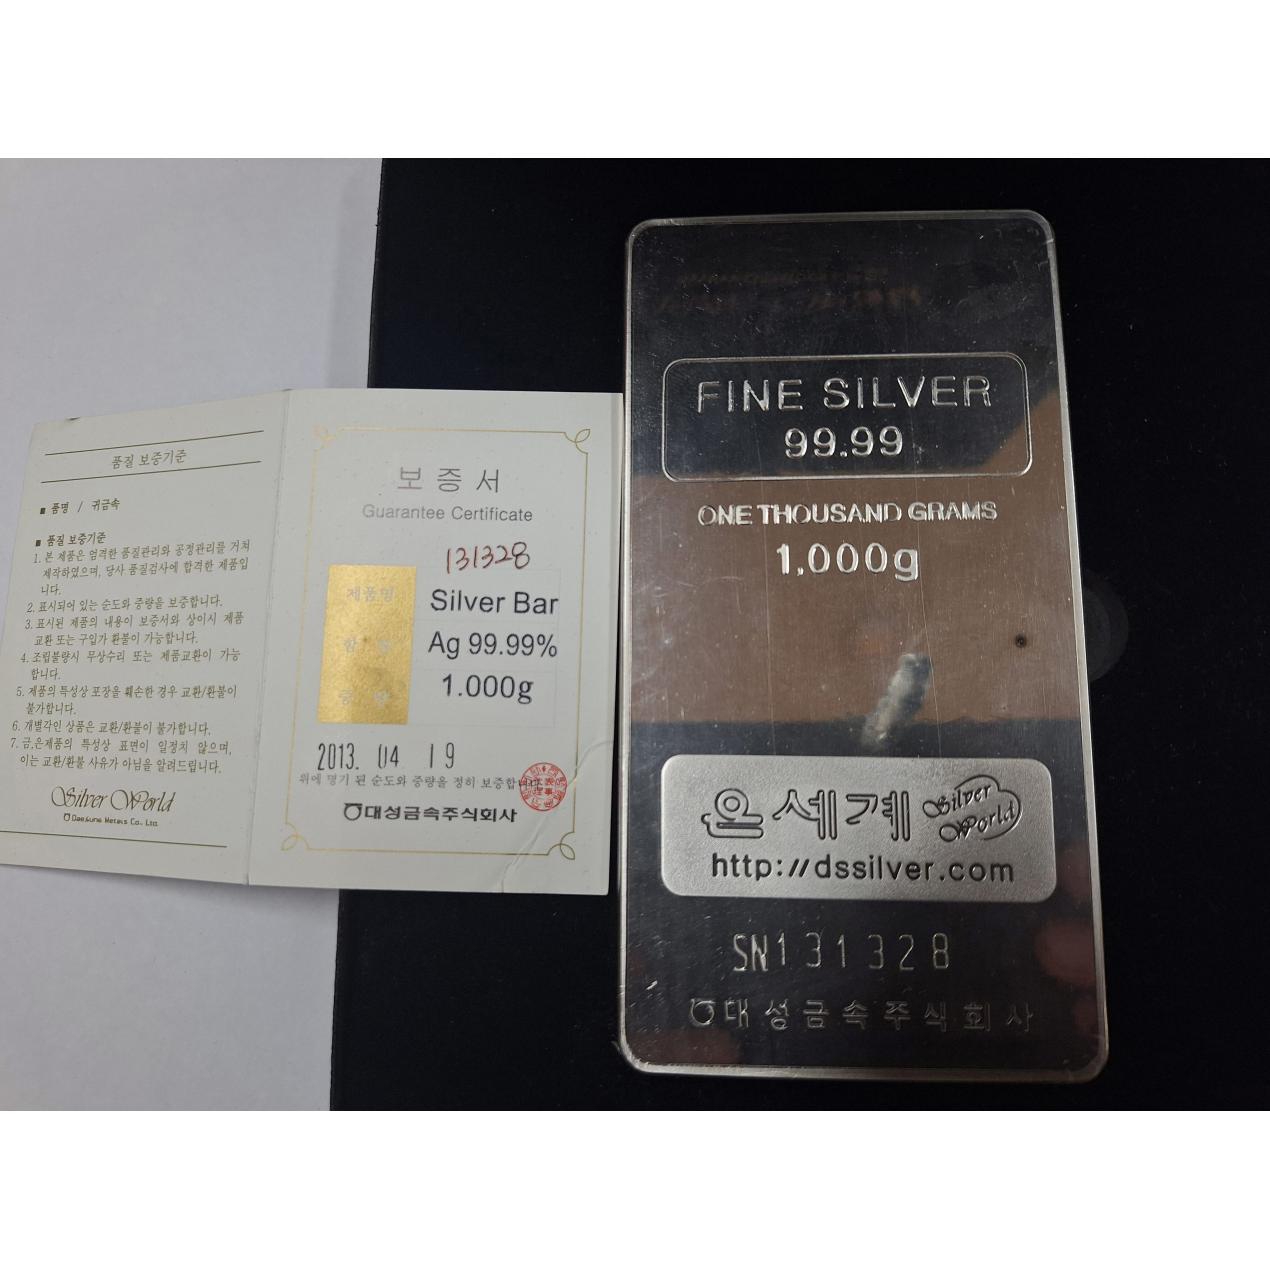 품질 보증기준
■ 품명 / 귀금속
■ 품질 보증기준
1. 본 제품은 엄격한 품질관리와 공정관리를 거쳐
제작하였으며, 당사 품질검사에 합격한 제품입
니다.
2. 표시되어 있는 순도와 중량을 보증합니다.
3. 표시된 제품의 내용이 보증서와 상이시 제품
교환 또는 구입가 환불이 가능합니다.
4. 조립불량시 무상수리 또는 제품교환이 가능
합니다.
5. 제품의 특성상 포장을 훼손한 경우 교환/환불이
불가합니다.
6. 개별각인 상품은 교환/환불이 불가합니다.
7. 금,은제품의 특성상 표면이 일정치 않으며,
이는 교환/환불 사유가 아님을 알려드립니다.
Silver World
Daesung Metals Co., Ltd.
보증서
Guarantee Certificate
131328
제품명 Silver Bar
함량 Ag 99.99%
중량 1.000g
2013. 04 19
위에 명기 된 순도와 중량을 정히 보증합니다.
대성금속주식회사
FINE SILVER
99.99
ONE THOUSAND GRAMS
1.000g
은세계 Silver World
http://dssilver.com
SN131328
대성금속주식회사